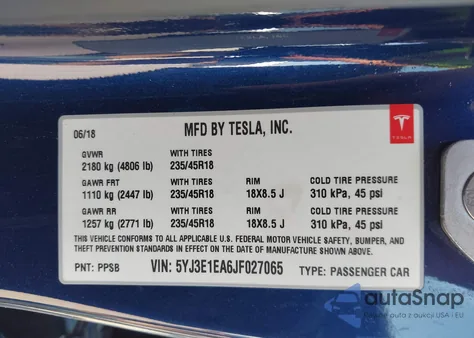 06/18 MFD BY TESLA, INC. TESLA
GVWR WITH TIRES
2180 kg (4806 lb) 235/45R18
GAWR FRT WITH TIRES RIM COLD TIRE PRESSURE
1110 kg (2447 lb) 235/45R18 18X8.5 J 310 kPa, 45 psi
GAWR RR WITH TIRES RIM COLD TIRE PRESSURE
1257 kg (2771 lb) 235/45R18 18X8.5 J 310 kPa, 45 psi
THIS VEHICLE CONFORMS TO ALL APPLICABLE U.S. FEDERAL MOTOR VEHICLE SAFETY, BUMPER, AND
THEFT PREVENTION STANDARDS IN EFFECT ON THE DATE OF MANUFACTURE SHOWN ABOVE.
PNT: PPSB VIN: 5YJ3E1EA6JF027065 TYPE: PASSENGER CAR
autaSnap
z aukcji USA i EU